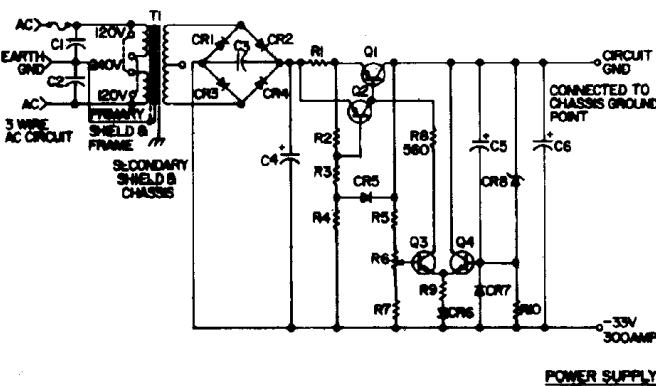 AC
EARTH
GND
AC
3 WIRE
AC CIRCUIT
C1
C2
120V
240V
120V
PRIMARY
SHIELD &
FRAME
T1
SECONDARY
SHIELD &
CHASSIS
CR1
CR2
C3
CR3
CR4
C4
+
R1
R2
R3
R4
Q1
Q2
CR5
R5
R6
R7
R8
560
Q3
Q4
R9
CR6
+
C5
CR8
CR7
R10
+
C6
CIRCUIT
GND
CONNECTED TO
CHASSIS GROUND
POINT
-33V
300AMP
POWER SUPPLY